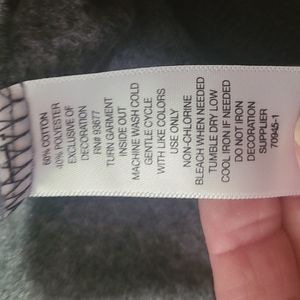 60% COTTON
40% POLYESTER
EXCLUSIVE OF
DECORATION
RN# 93677
TURN GARMENT
INSIDE OUT
MACHINE WASH COLD
GENTLE CYCLE
WITH LIKE COLORS
USE ONLY
NON-CHLORINE
BLEACH WHEN NEEDED
TUMBLE DRY LOW
COOL IRON IF NEEDED
DO NOT IRON
DECORATION
SUPPLIER
70945-1